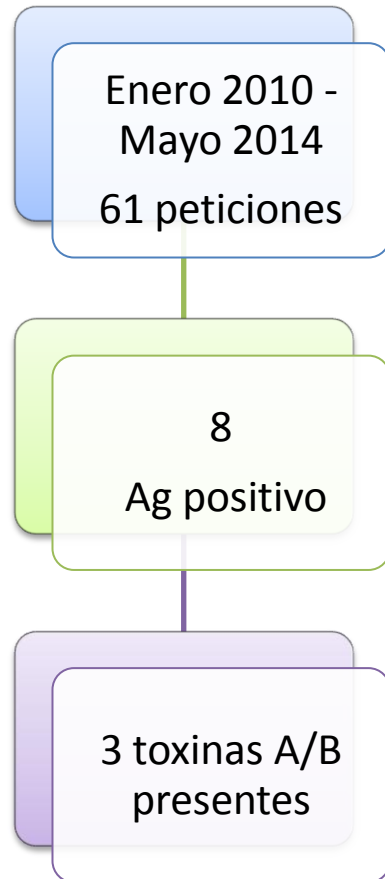 Enero 2010 -
Mayo 2014
61 peticiones
8
Ag positivo
3 toxinas A/B
presentes